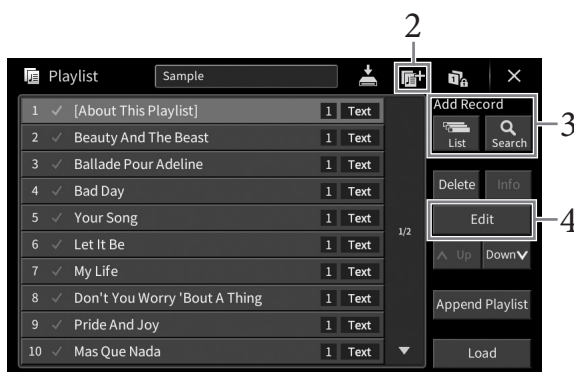 2
Playlist Sample
Add Record
List Search
3
1 [About This Playlist] 1 Text
2 Beauty And The Beast 1 Text
3 Ballade Pour Adeline 1 Text
4 Bad Day 1 Text
5 Your Song 1 Text
6 Let It Be 1 Text
7 My Life 1 Text
8 Don't You Worry 'Bout A Thing 1 Text
9 Pride And Joy 1 Text
10 Mas Que Nada 1 Text
1/2
Delete Info
Edit
4
Up Down
Append Playlist
Load